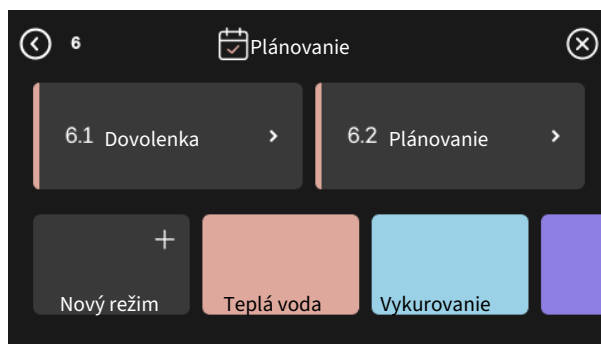 6 Plánovanie
6.1 Dovolenka
6.2 Plánovanie
Nový režim
Teplá voda
Vykurovanie